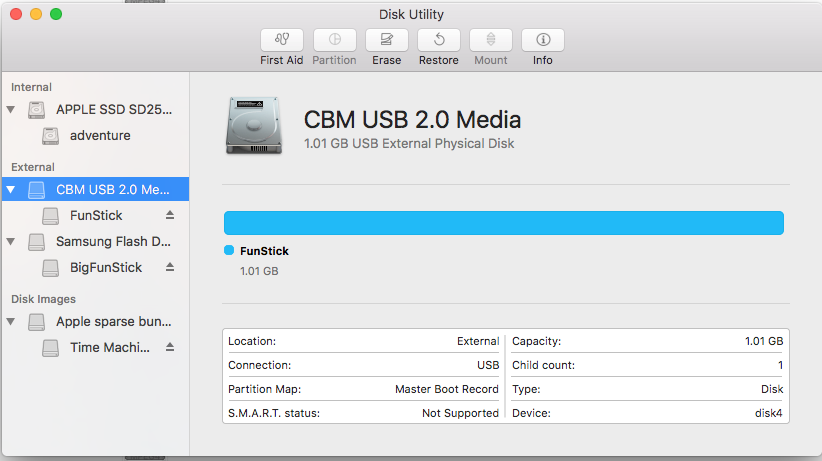 Disk Utility
First Aid Partition Erase Restore Mount Info
Internal
APPLE SSD SD25...
adventure
External
CBM USB 2.0 Me...
FunStick
Samsung Flash D...
BigFunStick
Disk Images
Apple sparse bun...
Time Machi...
CBM USB 2.0 Media
1.01 GB USB External Physical Disk
FunStick
1.01 GB
Location: External Capacity: 1.01 GB
Connection: USB Child count: 1
Partition Map: Master Boot Record Type: Disk
S.M.A.R.T. status: Not Supported Device: disk4